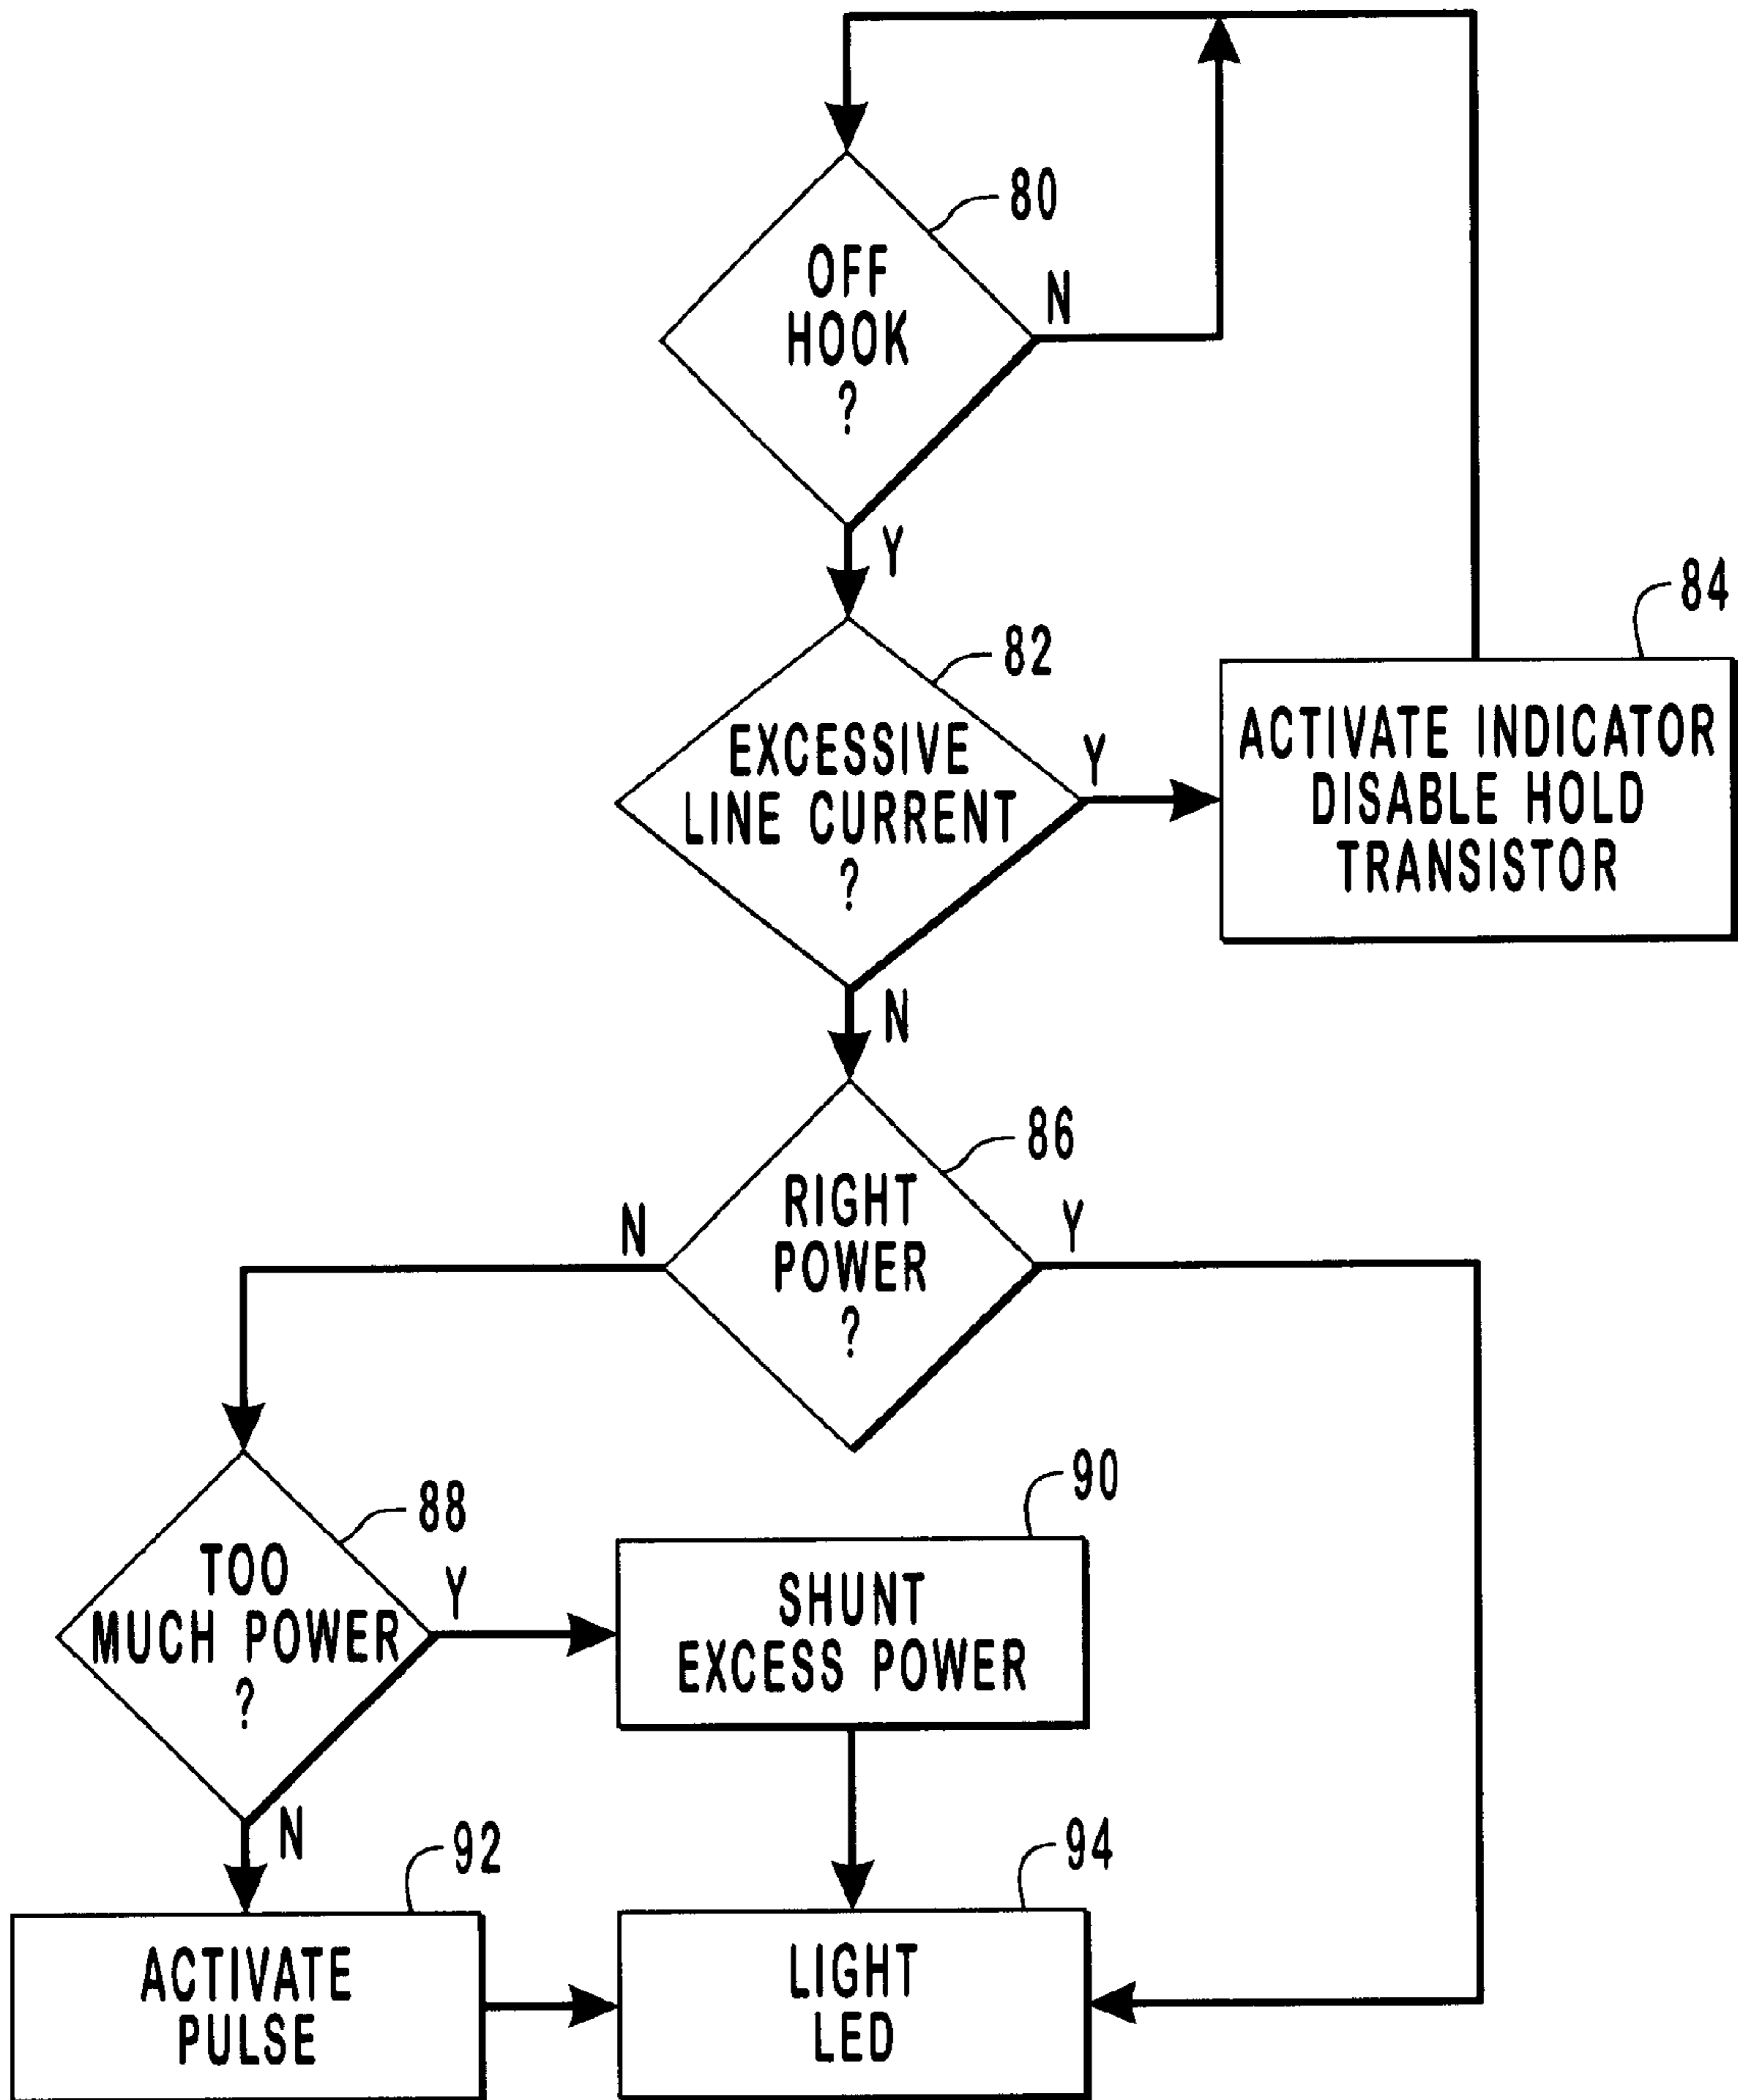 80
OFF
HOOK
?
N
Y
82
EXCESSIVE
LINE CURRENT
?
Y
84
ACTIVATE INDICATOR
DISABLE HOLD
TRANSISTOR
N
86
RIGHT
POWER
?
N
Y
88
TOO
MUCH POWER
?
Y
90
SHUNT
EXCESS POWER
N
92
ACTIVATE
PULSE
94
LIGHT
LED